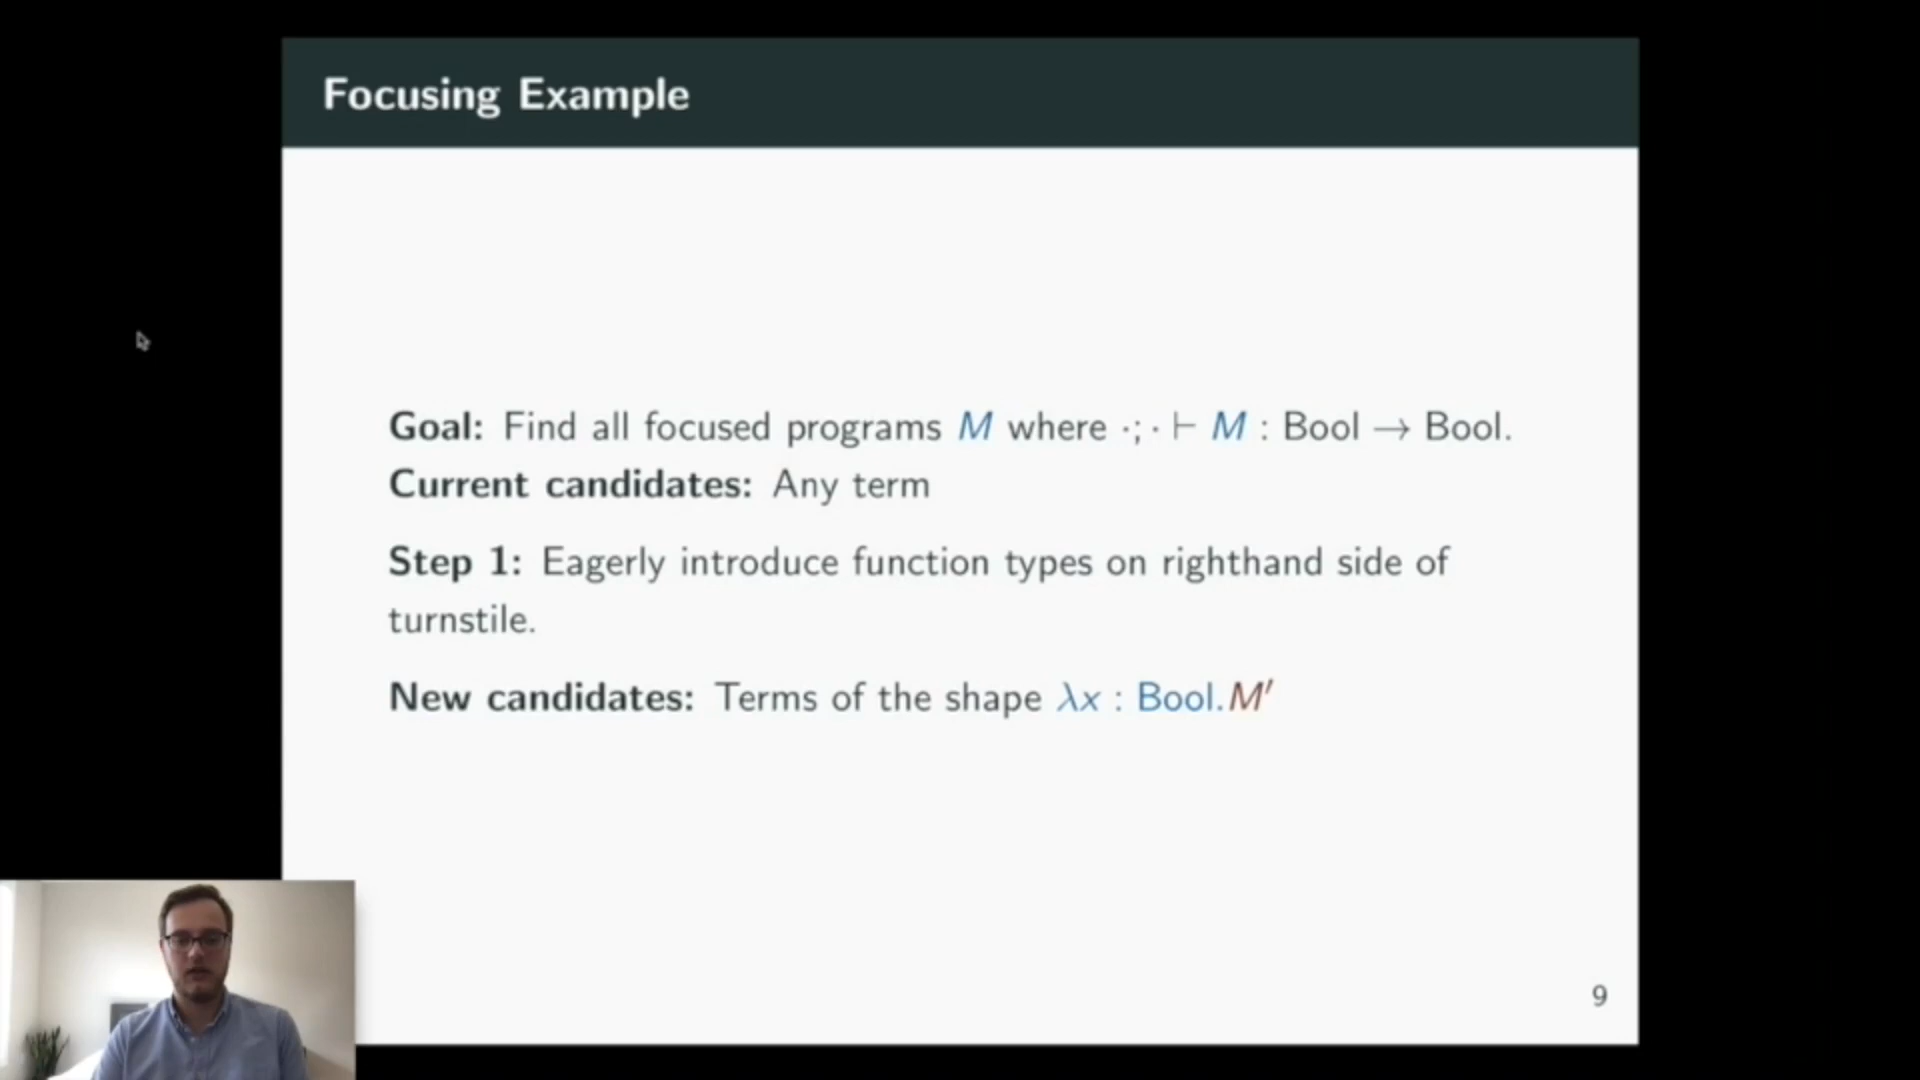 Focusing Example
Goal: Find all focused programs M where ·; · ⊢ M : Bool → Bool.
Current candidates: Any term
Step 1: Eagerly introduce function types on righthand side of
turnstile.
New candidates: Terms of the shape λx : Bool.M′
9